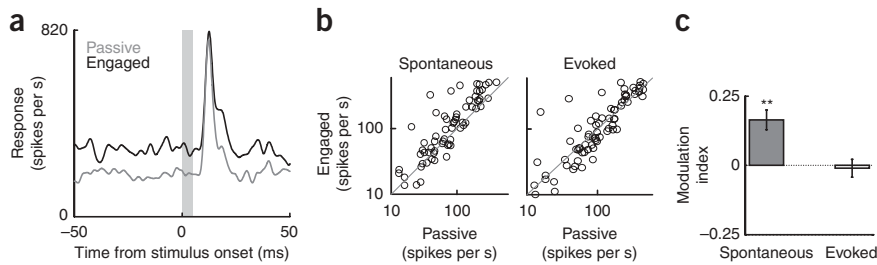 a
820
Passive
Engaged
Response
(spikes per s)
820
−50
0
50
Time from stimulus onset (ms)
b
Spontaneous
Evoked
Engaged
(spikes per s)
100
10
10
100
10
100
Passive
(spikes per s)
Passive
(spikes per s)
c
0.25
**
0
−0.25
Modulation
index
Spontaneous
Evoked